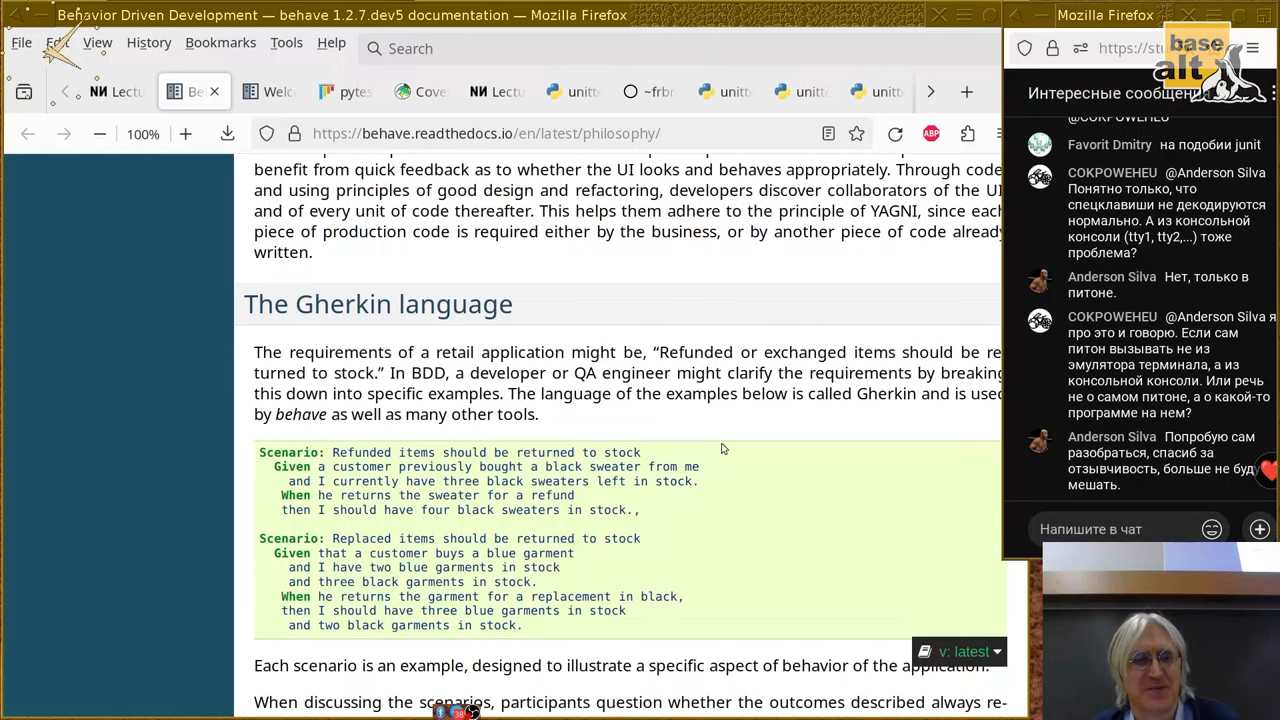 Behavior Driven Development — behave 1.2.7.dev5 documentation — Mozilla Firefox
File Edit View History Bookmarks Tools Help
Search
Lectu
Be
Welc
pytes
Cove
Lectu
unitt
~frbr
unitt
unitt
unitte
100%
https://behave.readthedocs.io/en/latest/philosophy/
ABP
benefit from quick feedback as to whether the UI looks and behaves appropriately. Through code,
and using principles of good design and refactoring, developers discover collaborators of the UI
and of every unit of code thereafter. This helps them adhere to the principle of YAGNI, since each
piece of production code is required either by the business, or by another piece of code already
written.
The Gherkin language
The requirements of a retail application might be, “Refunded or exchanged items should be re-
turned to stock.” In BDD, a developer or QA engineer might clarify the requirements by breaking
this down into specific examples. The language of the examples below is called Gherkin and is used
by behave as well as many other tools.
Scenario: Refunded items should be returned to stock
Given a customer previously bought a black sweater from me
and I currently have three black sweaters left in stock.
When he returns the sweater for a refund
then I should have four black sweaters in stock.,
Scenario: Replaced items should be returned to stock
Given that a customer buys a blue garment
and I have two blue garments in stock
and three black garments in stock.
When he returns the garment for a replacement in black,
then I should have three blue garments in stock
and two black garments in stock.
v: latest
Each scenario is an example, designed to illustrate a specific aspect of behavior of the application.
When discussing the scenarios, participants question whether the outcomes described always re-
Mozilla Firefox
base
alt
https://stu
Интересные сообщения
@COKPOWEHEU
Favorit Dmitry на подобии junit
COKPOWEHEU @Anderson Silva
Понятно только, что
спецклавиши не декодируются
нормально. А из консольной
консоли (tty1, tty2,...) тоже
проблема?
Anderson Silva Нет, только в
питоне.
COKPOWEHEU @Anderson Silva я
про это и говорю. Если сам
питон вызывать не из
эмулятора терминала, а из
консольной консоли. Или речь
не о самом питоне, а о какой-то
программе на нем?
Anderson Silva Попробую сам
разобраться, спасиб за
отзывчивость, больше не буду
мешать.
Напишите в чат